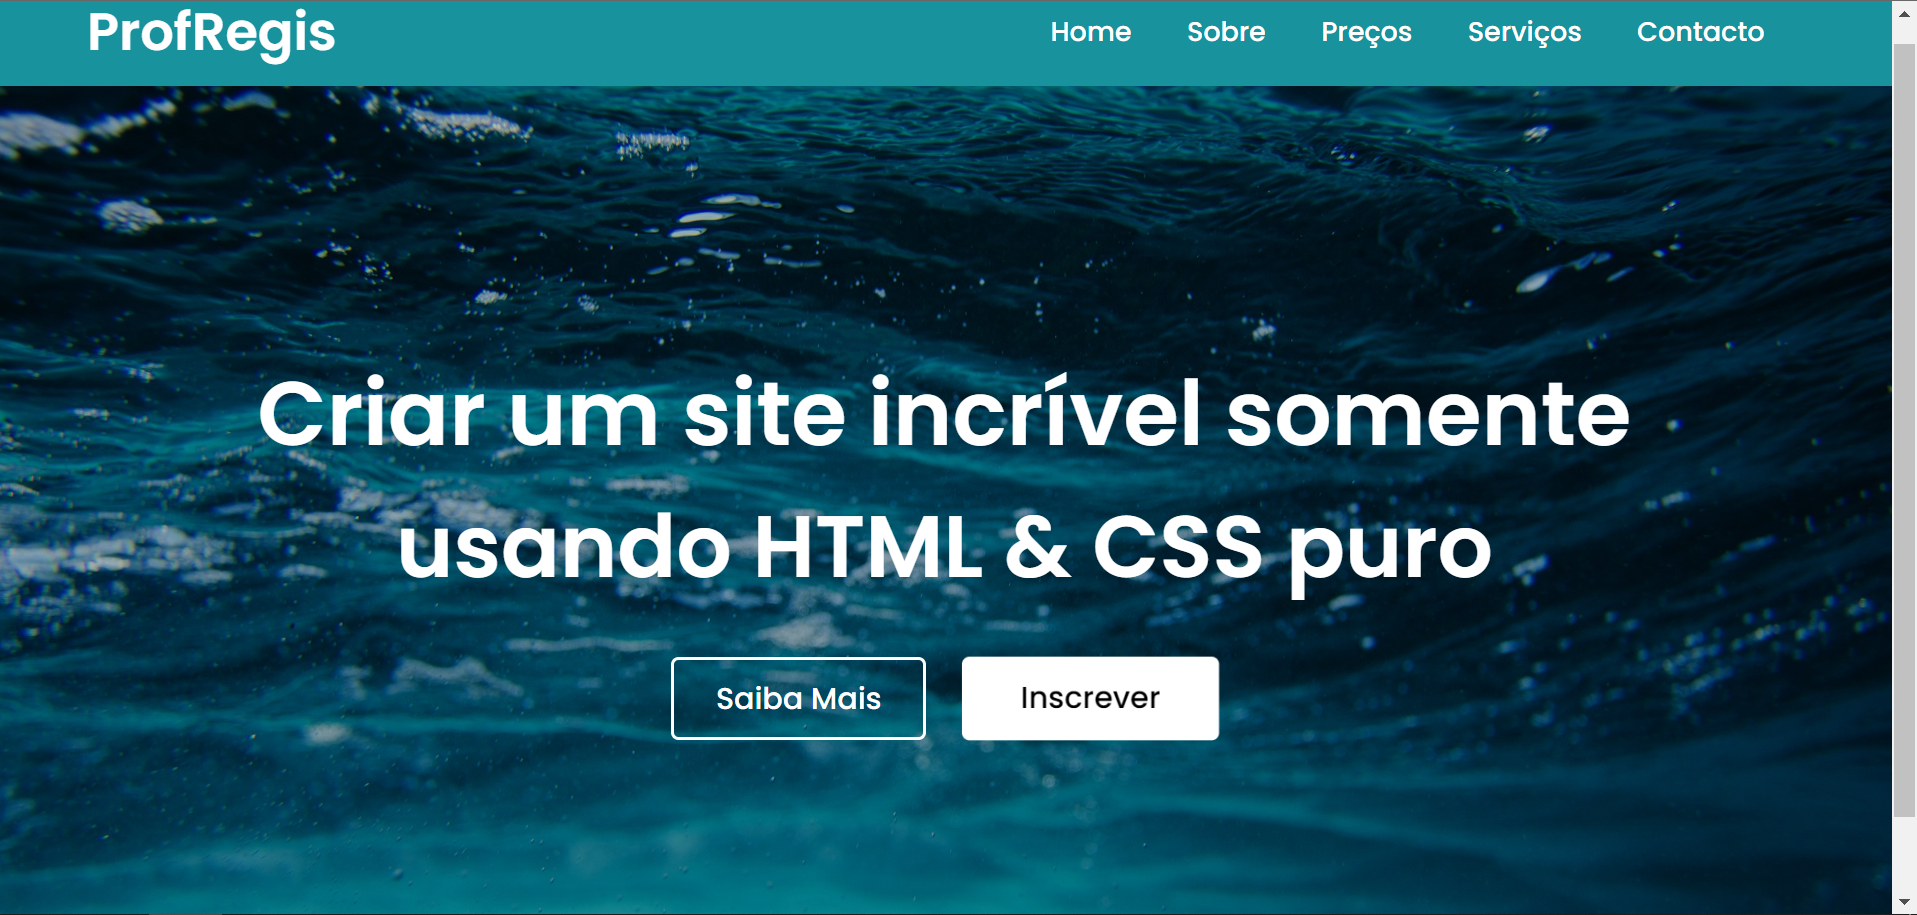 ProfRegis
Home Sobre Preços Serviços Contacto
Criar um site incrível somente
usando HTML & CSS puro
Saiba Mais Inscrever